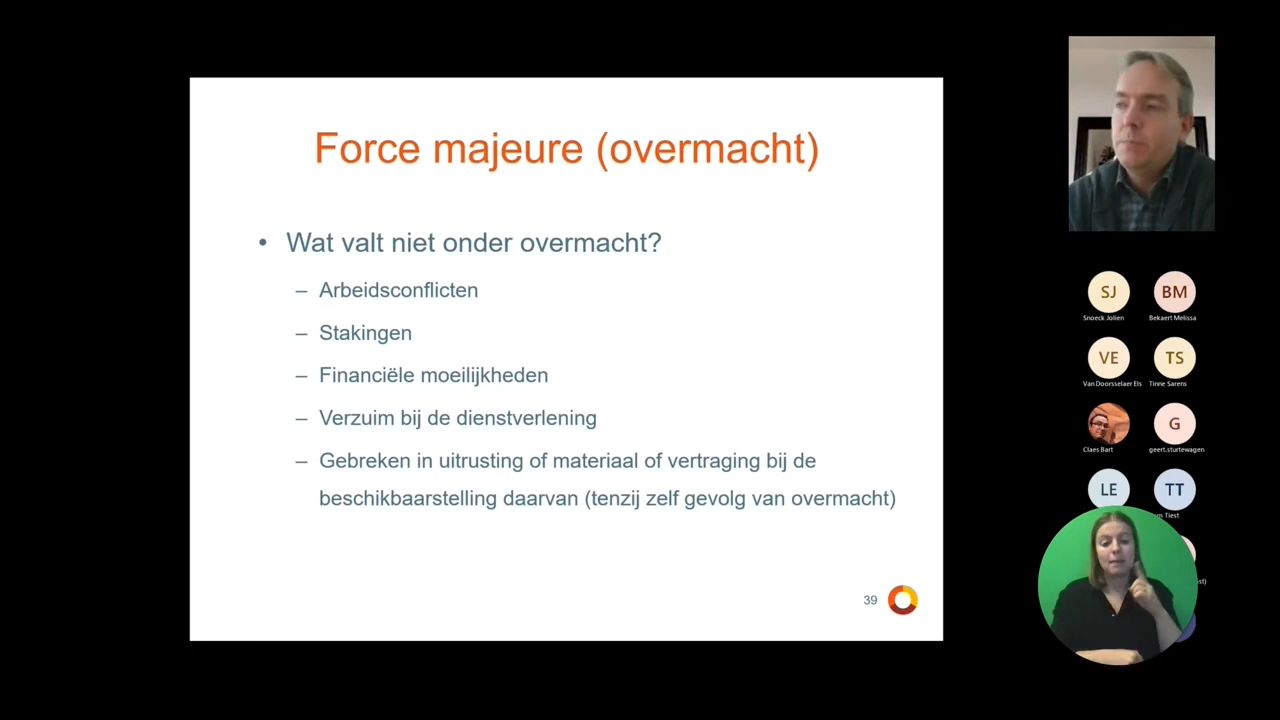 Force majeure (overmacht)
• Wat valt niet onder overmacht?
– Arbeidsconflicten
– Stakingen
– Financiële moeilijkheden
– Verzuim bij de dienstverlening
– Gebreken in uitrusting of materiaal of vertraging bij de
beschikbaarstelling daarvan (tenzij zelf gevolg van overmacht)
39
SJ BM
Snoeck Jolien Bekaert Melissa
VE TS
Van Doorsselaer Els Tinne Sarens
G
Claes Bart geert.sturtewagen
LE TT
Tiest